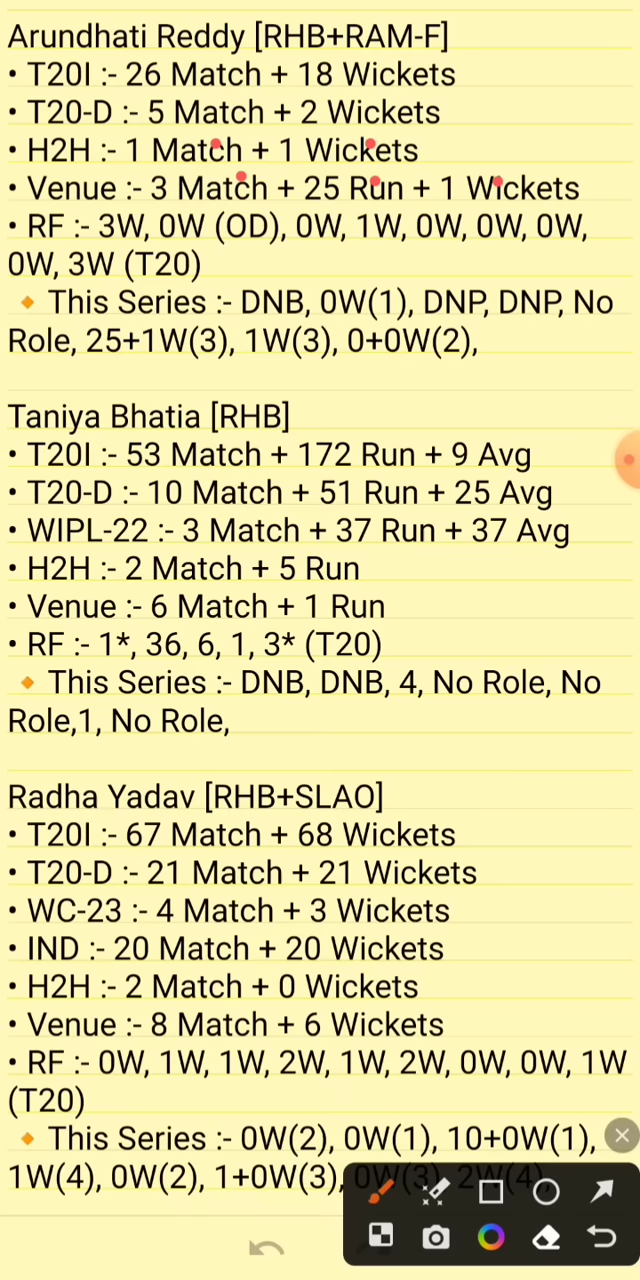 Arundhati Reddy [RHB+RAM-F]
• T20I :- 26 Match + 18 Wickets
• T20-D :- 5 Match + 2 Wickets
• H2H :- 1 Match + 1 Wickets
• Venue :- 3 Match + 25 Run + 1 Wickets
• RF :- 3W, 0W (OD), 0W, 1W, 0W, 0W, 0W,
0W, 3W (T20)
🔸This Series :- DNB, 0W(1), DNP, DNP, No
Role, 25+1W(3), 1W(3), 0+0W(2),
Taniya Bhatia [RHB]
• T20I :- 53 Match + 172 Run + 9 Avg
• T20-D :- 10 Match + 51 Run + 25 Avg
• WIPL-22 :- 3 Match + 37 Run + 37 Avg
• H2H :- 2 Match + 5 Run
• Venue :- 6 Match + 1 Run
• RF :- 1*, 36, 6, 1, 3* (T20)
🔸This Series :- DNB, DNB, 4, No Role, No
Role,1, No Role,
Radha Yadav [RHB+SLAO]
• T20I :- 67 Match + 68 Wickets
• T20-D :- 21 Match + 21 Wickets
• WC-23 :- 4 Match + 3 Wickets
• IND :- 20 Match + 20 Wickets
• H2H :- 2 Match + 0 Wickets
• Venue :- 8 Match + 6 Wickets
• RF :- 0W, 1W, 1W, 2W, 1W, 2W, 0W, 0W, 1W
(T20)
🔸This Series :- 0W(2), 0W(1), 10+0W(1),
1W(4), 0W(2), 1+0W(3), 0W(3), 2W(4),